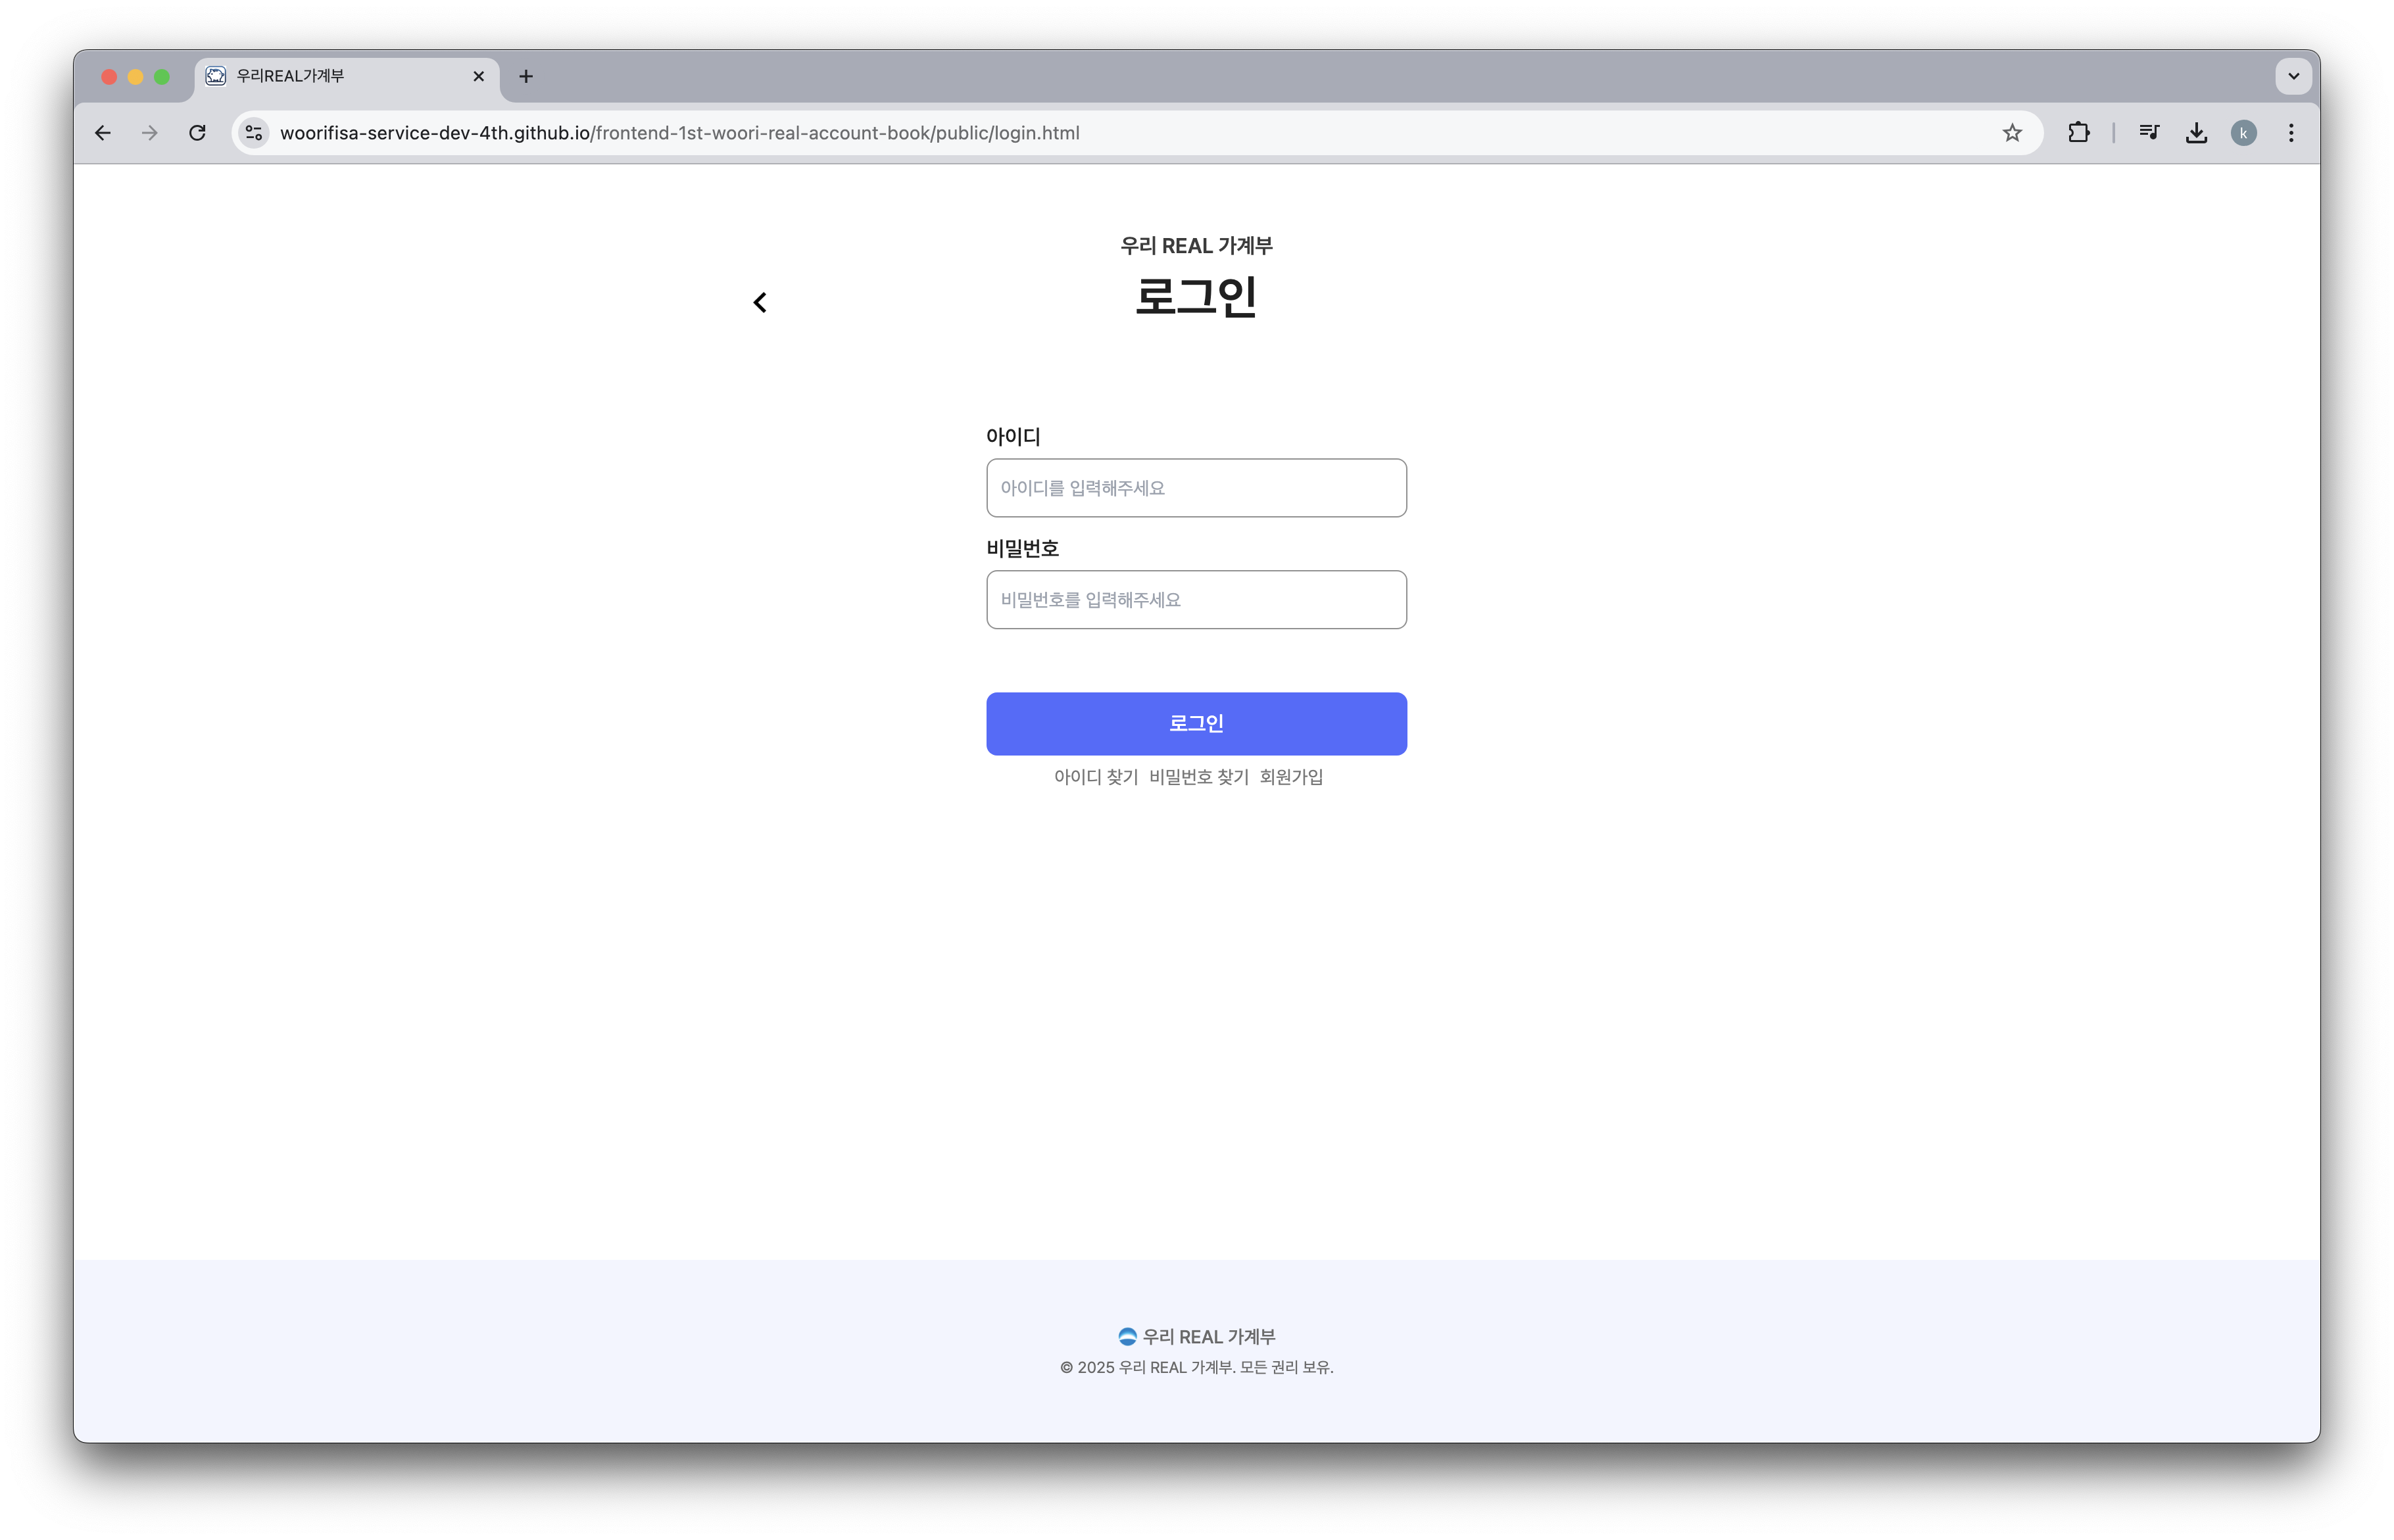 우리REAL가계부
woorifisa-service-dev-4th.github.io/frontend-1st-woori-real-account-book/public/login.html
k
우리 REAL 가계부
로그인
아이디
아이디를 입력해주세요
비밀번호
비밀번호를 입력해주세요
로그인
아이디 찾기 비밀번호 찾기 회원가입
우리 REAL 가계부
© 2025 우리 REAL 가계부. 모든 권리 보유.